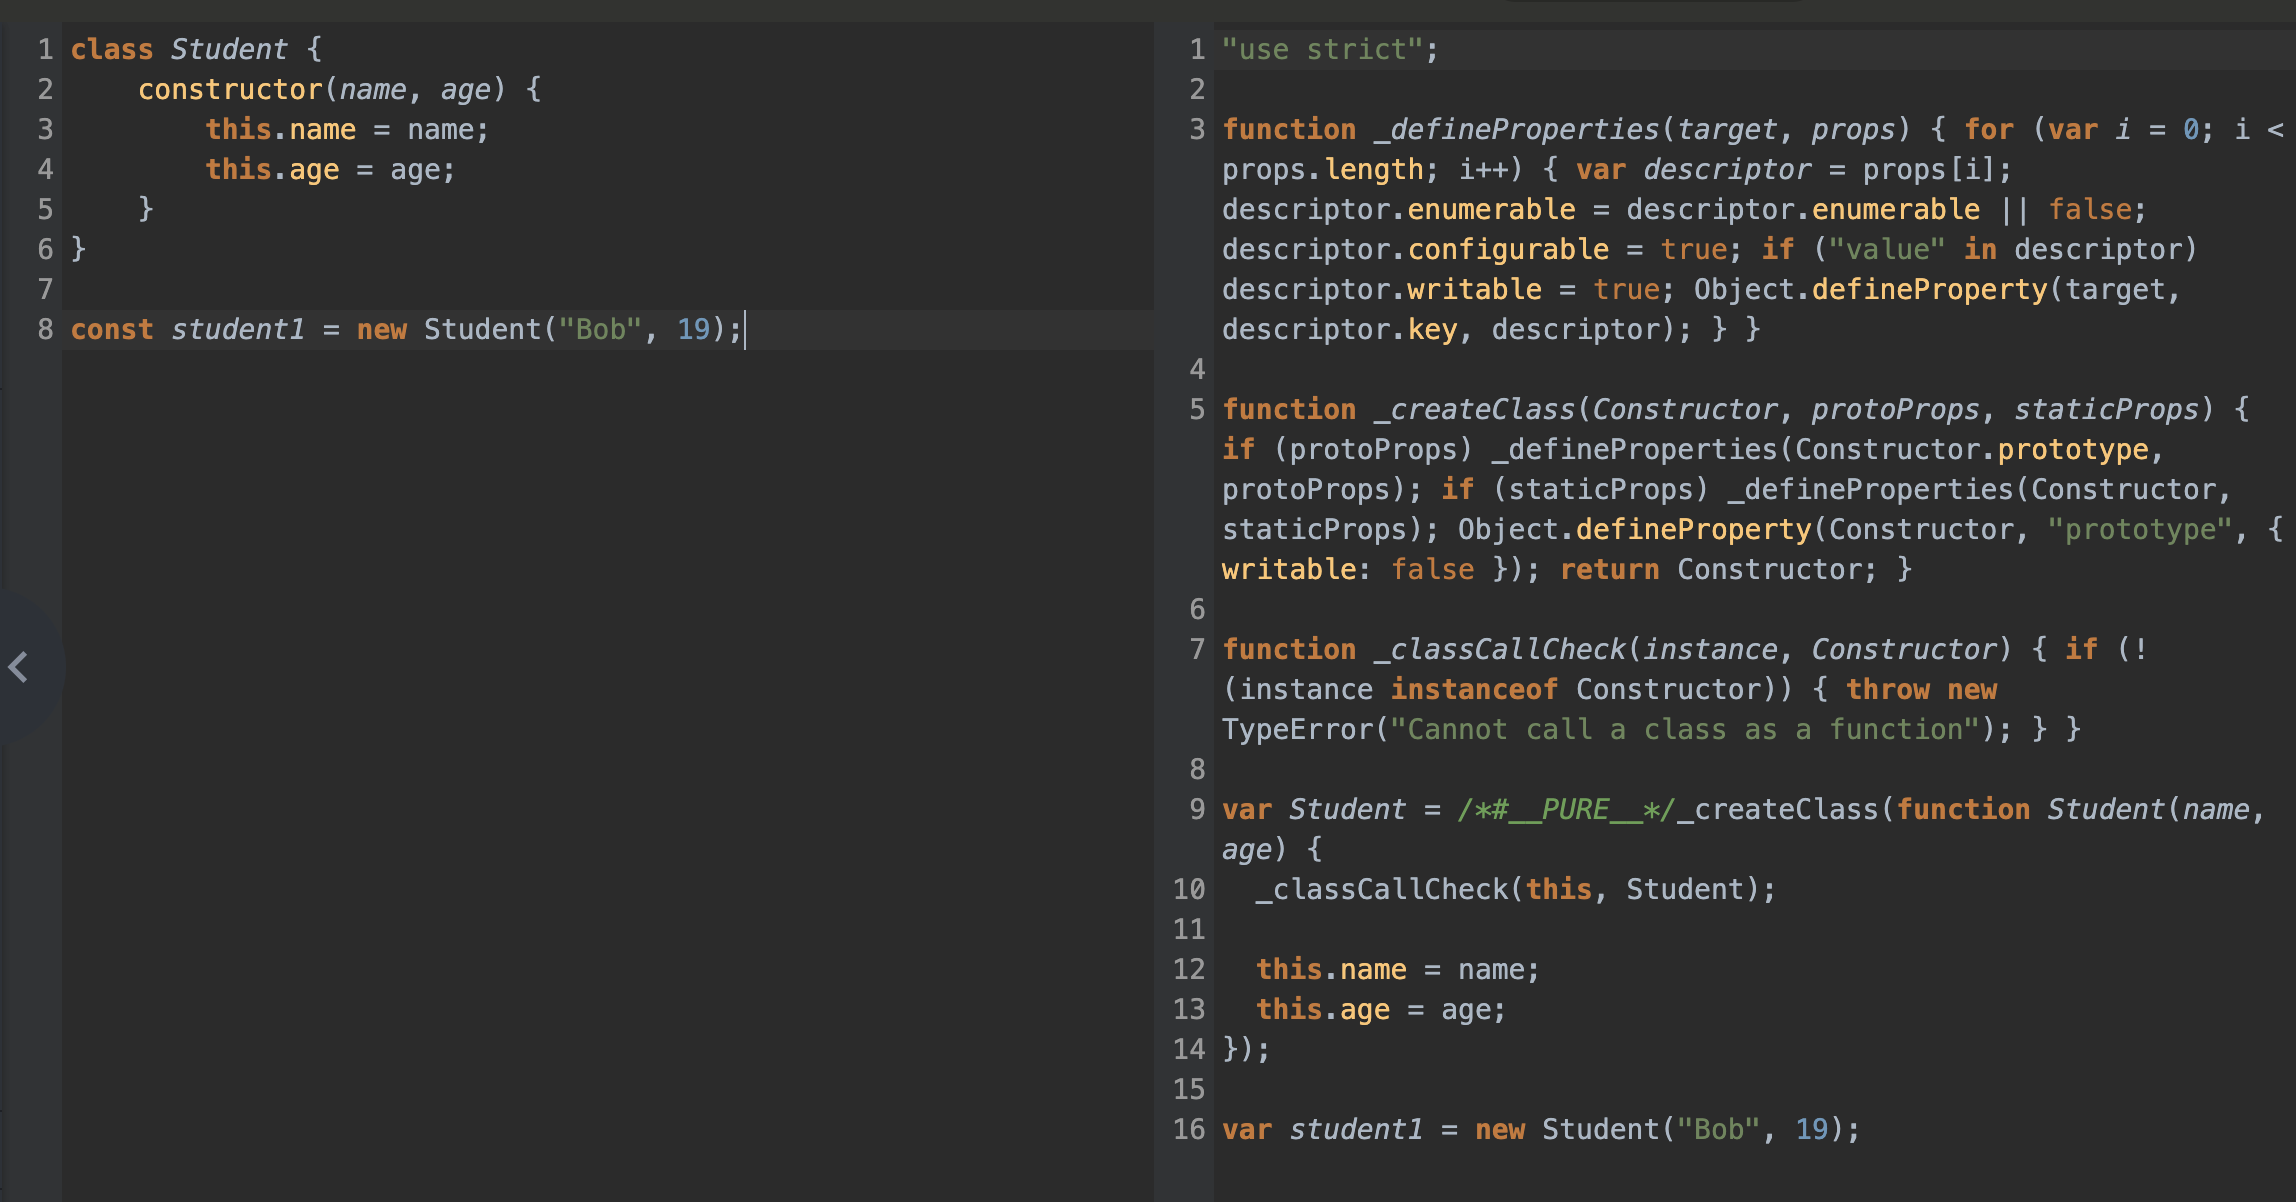 1 class Student {
2     constructor(name, age) {
3         this.name = name;
4         this.age = age;
5     }
6 }
7
8 const student1 = new Student("Bob", 19);
1 "use strict";
2
3 function _defineProperties(target, props) { for (var i = 0; i <
props.length; i++) { var descriptor = props[i];
descriptor.enumerable = descriptor.enumerable || false;
descriptor.configurable = true; if ("value" in descriptor)
descriptor.writable = true; Object.defineProperty(target,
descriptor.key, descriptor); } }
4
5 function _createClass(Constructor, protoProps, staticProps) {
if (protoProps) _defineProperties(Constructor.prototype,
protoProps); if (staticProps) _defineProperties(Constructor,
staticProps); Object.defineProperty(Constructor, "prototype", {
writable: false }); return Constructor; }
6
7 function _classCallCheck(instance, Constructor) { if (!
(instance instanceof Constructor)) { throw new
TypeError("Cannot call a class as a function"); } }
8
9 var Student = /*#__PURE__*/_createClass(function Student(name,
age) {
10   _classCallCheck(this, Student);
11
12   this.name = name;
13   this.age = age;
14 });
15
16 var student1 = new Student("Bob", 19);